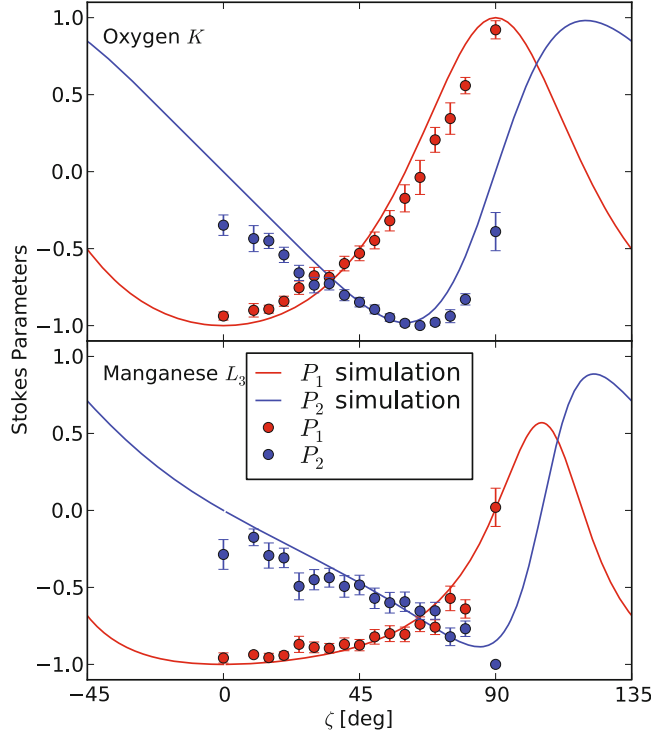 Oxygen K
1.0
0.5
0.0
−0.5
−1.0
Stokes Parameters
Manganese L₃
P₁ simulation
P₂ simulation
P₁
P₂
1.0
0.5
0.0
−0.5
−1.0
−45
0
45
90
135
ζ [deg]